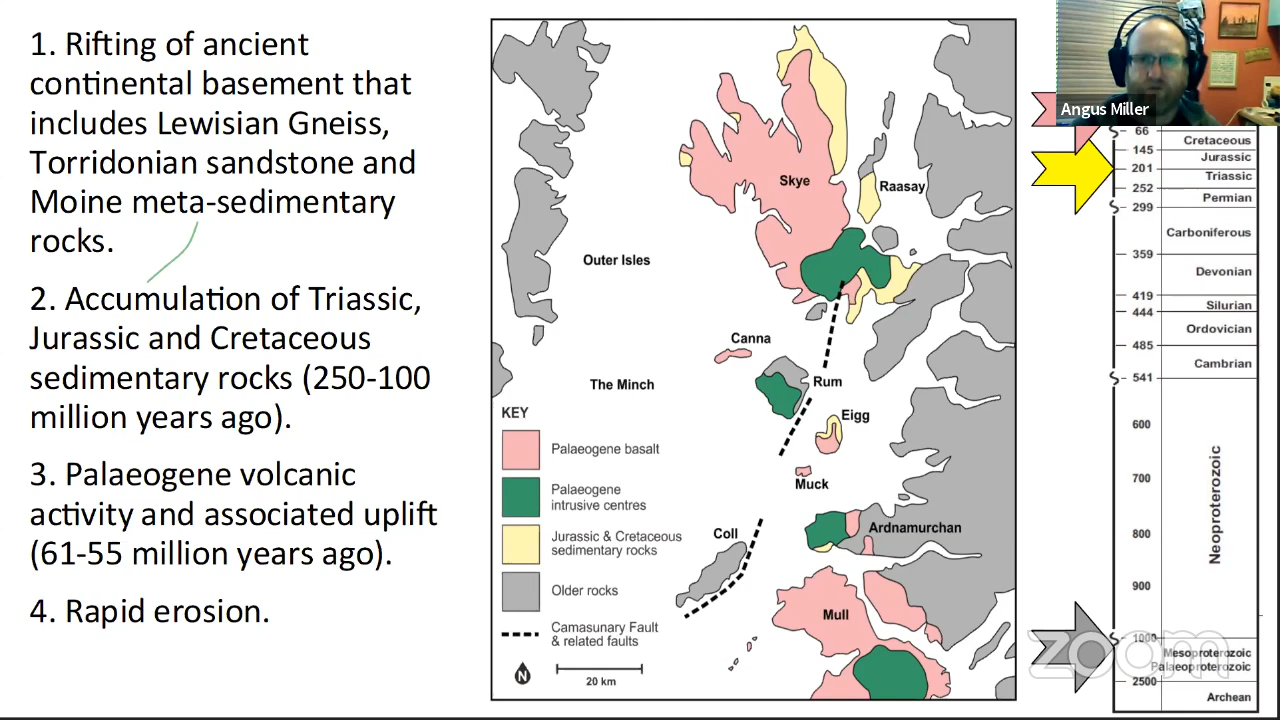 1. Rifting of ancient
continental basement that
includes Lewisian Gneiss,
Torridonian sandstone and
Moine meta-sedimentary
rocks.
2. Accumulation of Triassic,
Jurassic and Cretaceous
sedimentary rocks (250-100
million years ago).
3. Palaeogene volcanic
activity and associated uplift
(61-55 million years ago).
4. Rapid erosion.
Skye
Raasay
Outer Isles
Canna
The Minch
Rum
Eigg
Muck
Ardnamurchan
Coll
Mull
KEY
Palaeogene basalt
Palaeogene
intrusive centres
Jurassic & Cretaceous
sedimentary rocks
Older rocks
Camasunary Fault
& related faults
N
20 km
Angus Miller
66
Cretaceous
145
Jurassic
201
Triassic
252
Permian
299
Carboniferous
359
Devonian
419
Silurian
444
Ordovician
485
Cambrian
541
600
700
Neoproterozoic
800
900
1000
Mesoproterozoic
Palaeoproterozoic
2500
Archean
zoom